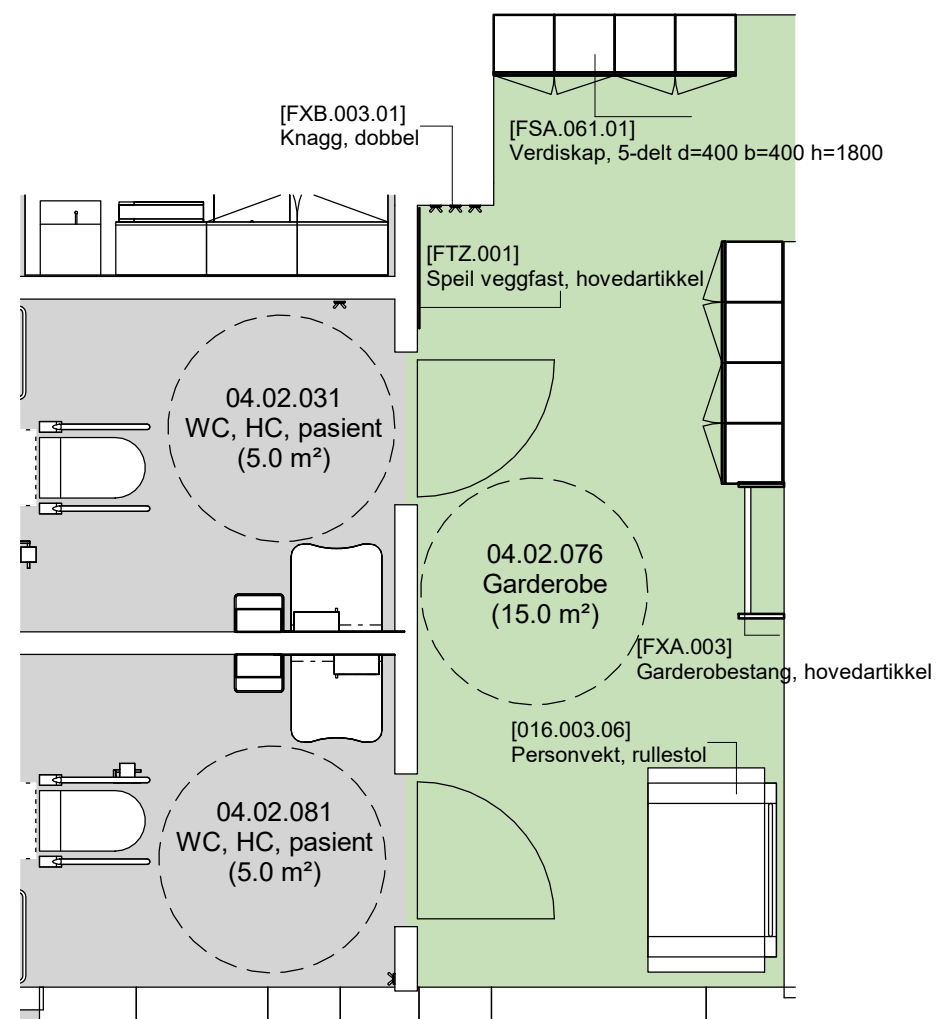 [FXB.003.01]
Knagg, dobbel
[FSA.061.01]
Verdiskap, 5-delt d=400 b=400 h=1800
[FTZ.001]
Speil veggfast, hovedartikkel
04.02.031
WC, HC, pasient
(5.0 m²)
04.02.076
Garderobe
(15.0 m²)
[FXA.003]
Garderobestang, hovedartikkel
[016.003.06]
Personvekt, rullestol
04.02.081
WC, HC, pasient
(5.0 m²)